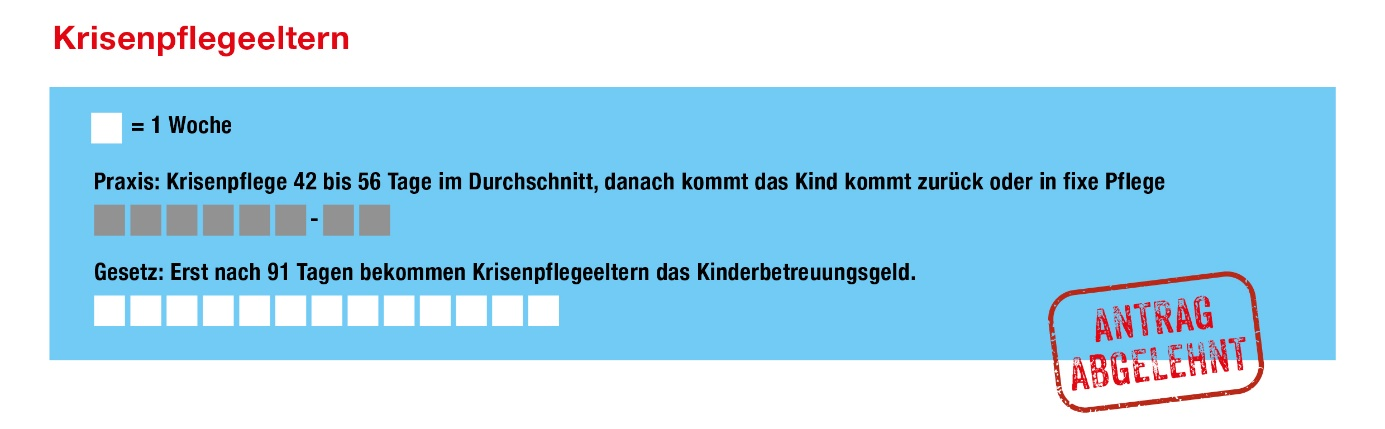 Krisenpflegeeltern
= 1 Woche
Praxis: Krisenpflege 42 bis 56 Tage im Durchschnitt, danach kommt das Kind kommt zurück oder in fixe Pflege
-
Gesetz: Erst nach 91 Tagen bekommen Krisenpflegeeltern das Kinderbetreuungsgeld.
ANTRAG
ABGELEHNT